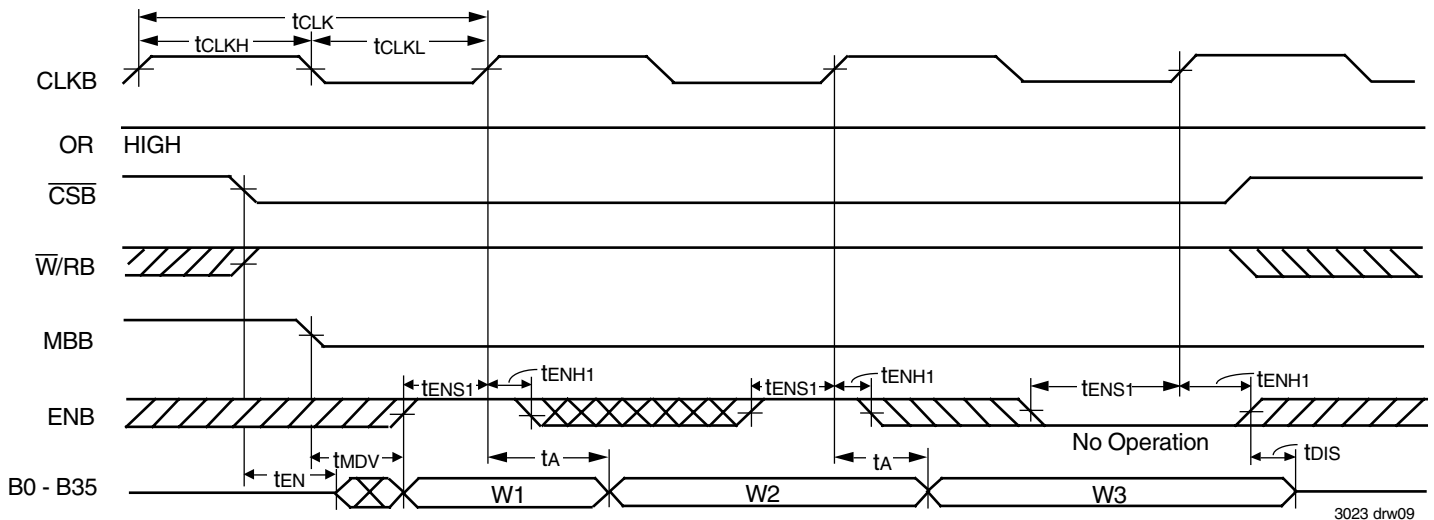 tCLK
tCLKH tCLKL
CLKB
OR HIGH
CSB
W/RB
MBB
tENS1 tENH1 tENS1 tENH1 tENS1 tENH1
ENB
No Operation
tMDV tA tA tDIS
tEN
B0 - B35 W1 W2 W3
3023 drw09